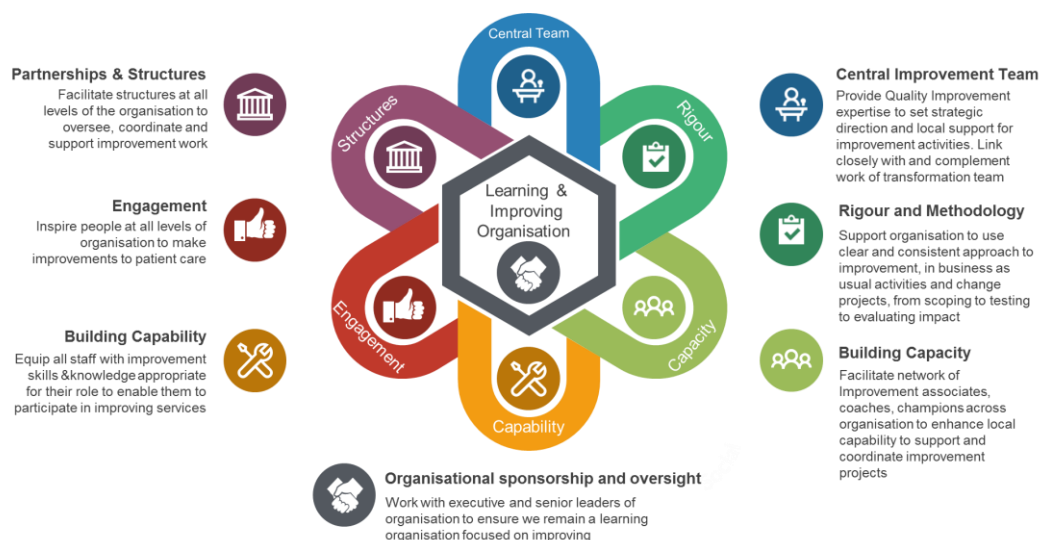 Partnerships & Structures
Facilitate structures at all
levels of the organisation to
oversee, coordinate and
support improvement work
Engagement
Inspire people at all levels of
organisation to make
improvements to patient care
Building Capability
Equip all staff with improvement
skills &knowledge appropriate
for their role to enable them to
participate in improving services
Central Team
Structures
Rigour
Learning &
Improving
Organisation
Engagement
Capacity
Capability
Central Improvement Team
Provide Quality Improvement
expertise to set strategic
direction and local support for
improvement activities. Link
closely with and complement
work of transformation team
Rigour and Methodology
Support organisation to use
clear and consistent approach to
improvement, in business as
usual activities and change
projects, from scoping to testing
to evaluating impact
Building Capacity
Facilitate network of
Improvement associates,
coaches, champions across
organisation to enhance local
capability to support and
coordinate improvement
projects
Organisational sponsorship and oversight
Work with executive and senior leaders of
organisation to ensure we remain a learning
organisation focused on improving